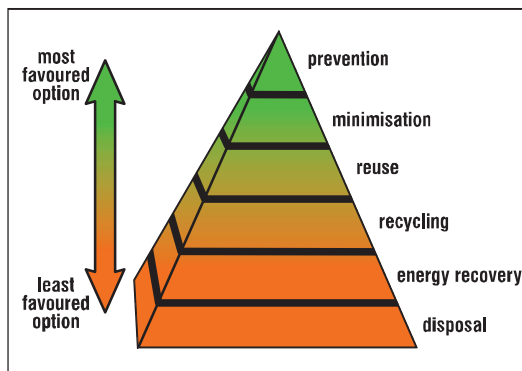 most
favoured
option
prevention
minimisation
reuse
recycling
energy recovery
disposal
least
favoured
option